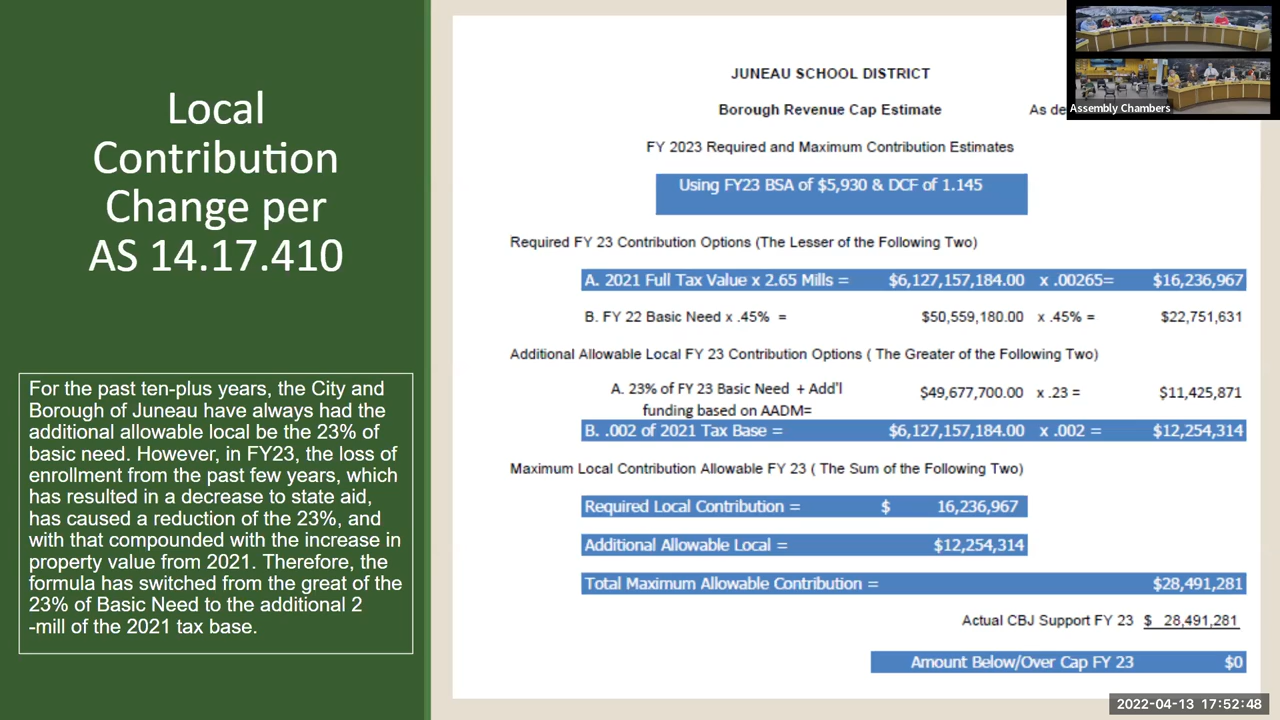 Local
Contribution
Change per
AS 14.17.410
For the past ten-plus years, the City and
Borough of Juneau have always had the
additional allowable local be the 23% of
basic need. However, in FY23, the loss of
enrollment from the past few years, which
has resulted in a decrease to state aid,
has caused a reduction of the 23%, and
with that compounded with the increase in
property value from 2021. Therefore, the
formula has switched from the great of the
23% of Basic Need to the additional 2
-mill of the 2021 tax base.
JUNEAU SCHOOL DISTRICT
Borough Revenue Cap Estimate As de
FY 2023 Required and Maximum Contribution Estimates
Using FY23 BSA of $5,930 & DCF of 1.145
Required FY 23 Contribution Options (The Lesser of the Following Two)
A. 2021 Full Tax Value x 2.65 Mills = $6,127,157,184.00 x .00265= $16,236,967
B. FY 22 Basic Need x .45% = $50,559,180.00 x .45% = $22,751,631
Additional Allowable Local FY 23 Contribution Options ( The Greater of the Following Two)
A. 23% of FY 23 Basic Need + Add'l $49,677,700.00 x .23 = $11,425,871
funding based on AADM=
B. .002 of 2021 Tax Base = $6,127,157,184.00 x .002 = $12,254,314
Maximum Local Contribution Allowable FY 23 ( The Sum of the Following Two)
Required Local Contribution = $ 16,236,967
Additional Allowable Local = $12,254,314
Total Maximum Allowable Contribution = $28,491,281
Actual CBJ Support FY 23 $ 28,491,281
Amount Below/Over Cap FY 23 $0
Assembly Chambers
2022-04-13 17:52:48